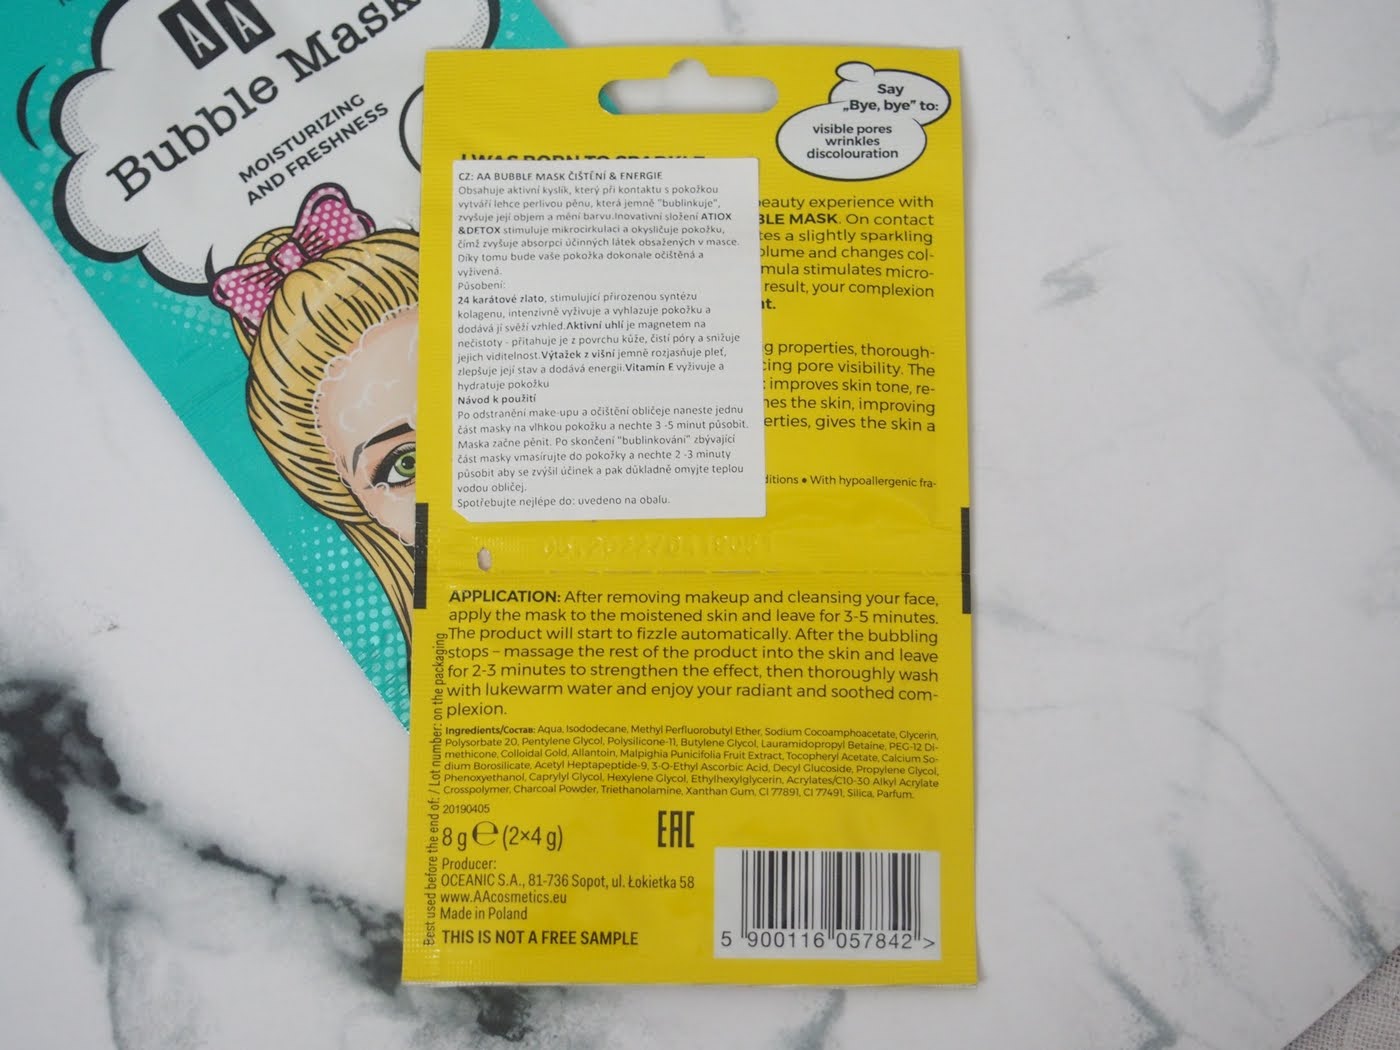 AA
Bubble Mask
MOISTURIZING
AND FRESHNESS
Say
„Bye, bye” to:
visible pores
wrinkles
discolouration
I WAS BORN TO SPARKLE
CZ: AA BUBBLE MASK ČIŠTĚNÍ & ENERGIE
Obsahuje aktivní kyslík, který při kontaktu s pokožkou
vytváří lehce perlivou pěnu, která jemně "bublinkuje",
zvyšuje její objem a mění barvu.Inovativní složení ATIOX
&DETOX stimuluje mikrocirkulaci a okysličuje pokožku,
čímž zvyšuje absorpci účinných látek obsažených v masce.
Díky tomu bude vaše pokožka dokonale očištěná a
vyživená.
Působení:
24 karátové zlato, stimulující přirozenou syntézu
kolagenu, intenzivně vyživuje a vyhlazuje pokožku a
dodává jí svěží vzhled.Aktivní uhlí je magnetem na
nečistoty - přitahuje je z povrchu kůže, čistí póry a snižuje
jejich viditelnost.Výtažek z višní jemně rozjasňuje pleť,
zlepšuje její stav a dodává energii.Vitamín E vyživuje a
hydratuje pokožku
Návod k použití
Po odstranění make-upu a očištění obličeje naneste jednu
část masky na vlhkou pokožku a nechte 3 -5 minut působit.
Maska začne pěnit. Po skončení "bublinkování" zbývající
část masky vmasírujte do pokožky a nechte 2 -3 minuty
působit aby se zvýšil účinek a pak důkladně omyjte teplou
vodou obličej.
Spotřebujte nejlépe do: uvedeno na obalu.
beauty experience with
BLE MASK. On contact
tes a slightly sparkling
olume and changes col-
mula stimulates micro-
result, your complexion
nt.
g properties, thorough-
cing pore visibility. The
improves skin tone, re-
nes the skin, improving
erties, gives the skin a
ditions • With hypoallergenic fra-
APPLICATION: After removing makeup and cleansing your face,
apply the mask to the moistened skin and leave for 3-5 minutes.
The product will start to fizzle automatically. After the bubbling
stops – massage the rest of the product into the skin and leave
for 2-3 minutes to strengthen the effect, then thoroughly wash
with lukewarm water and enjoy your radiant and soothed com-
plexion.
Ingredients/Состав: Aqua, Isododecane, Methyl Perfluorobutyl Ether, Sodium Cocoamphoacetate, Glycerin,
Polysorbate 20, Pentylene Glycol, Polysilicone-11, Butylene Glycol, Lauramidopropyl Betaine, PEG-12 Di-
methicone, Colloidal Gold, Allantoin, Malpighia Punicifolia Fruit Extract, Tocopheryl Acetate, Calcium So-
dium Borosilicate, Acetyl Heptapeptide-9, 3-O-Ethyl Ascorbic Acid, Decyl Glucoside, Propylene Glycol,
Phenoxyethanol, Caprylyl Glycol, Hexylene Glycol, Ethylhexylglycerin, Acrylates/C10-30 Alkyl Acrylate
Crosspolymer, Charcoal Powder, Triethanolamine, Xanthan Gum, CI 77891, CI 77491, Silica, Parfum.
20190405
8 g ℮ (2×4 g)
EAC
Producer:
OCEANIC S.A., 81-736 Sopot, ul. Łokietka 58
www.AAcosmetics.eu
Made in Poland
THIS IS NOT A FREE SAMPLE
Best used before the end of: / Lot number: on the packaging
5 900116 057842 >